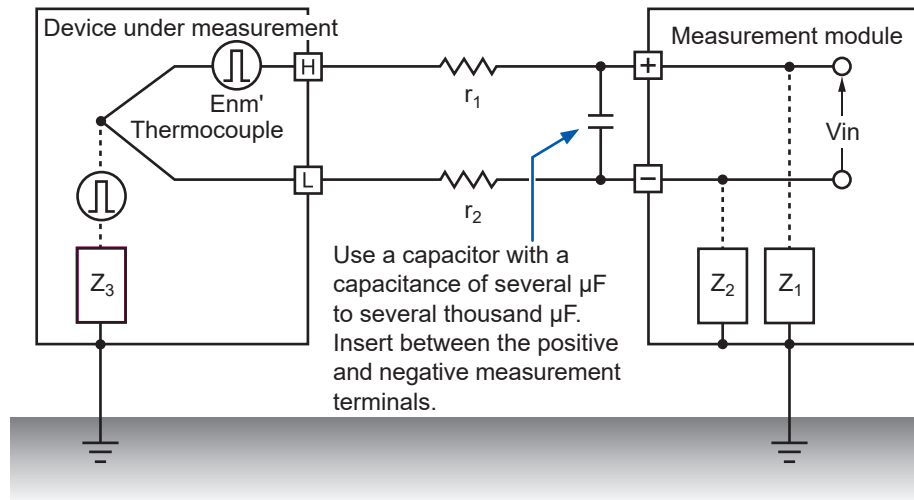 Device under measurement
Measurement module
H
r1
+
Enm'
Thermocouple
Vin
L
r2
−
Use a capacitor with a
capacitance of several µF
to several thousand µF.
Insert between the positive
and negative measurement
terminals.
Z3
Z2
Z1